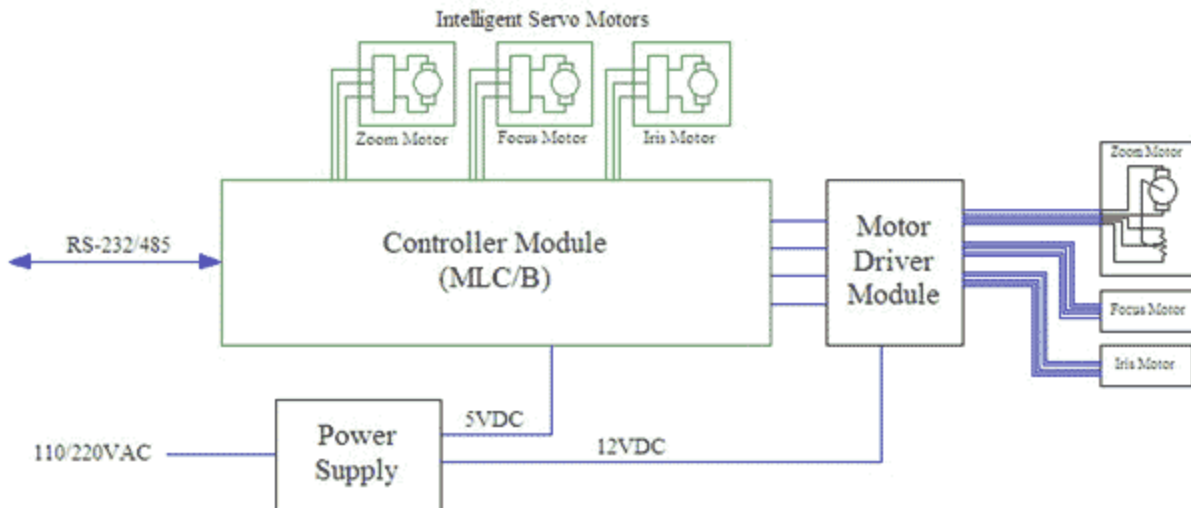 Intelligent Servo Motors
Zoom Motor
Focus Motor
Iris Motor
Zoom Motor
RS-232/485
Controller Module
(MLC/B)
Motor
Driver
Module
Focus Motor
Iris Motor
5VDC
12VDC
110/220VAC
Power
Supply